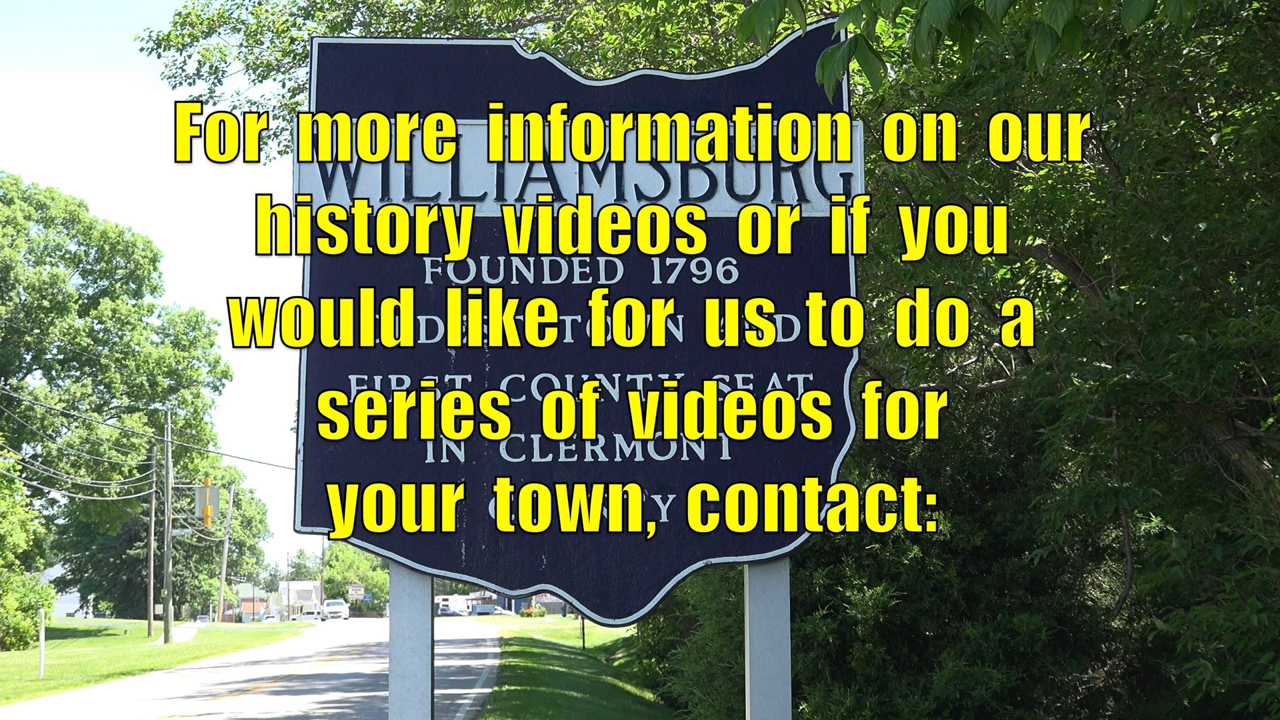 For more information on our
WILLIAMSBURG
history videos or if you
FOUNDED 1796
would like for us to do a
TOWN
FIRST COUNTY SEAT
series of videos for
IN CLERMONT
your town, contact: